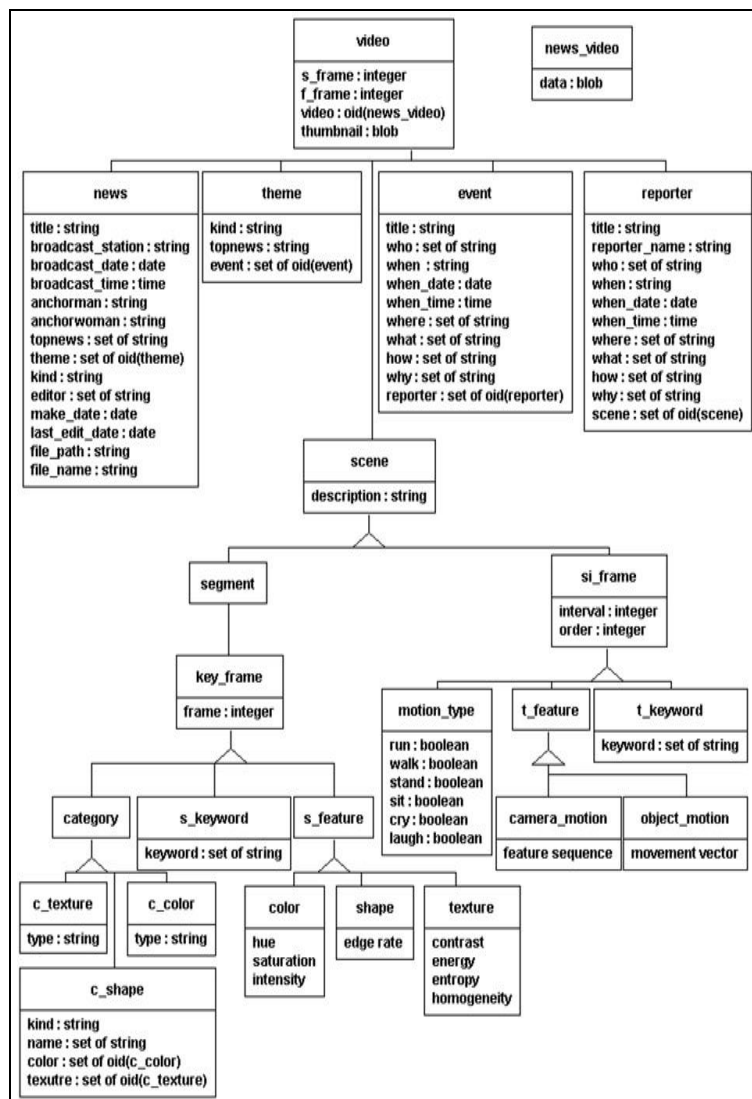 video
s_frame : integer
f_frame : integer
video : oid(news_video)
thumbnail : blob
news_video
data : blob
news
title : string
broadcast_station : string
broadcast_date : date
broadcast_time : time
anchorman : string
anchorwoman : string
topnews : set of string
theme : set of oid(theme)
kind : string
editor : set of string
make_date : date
last_edit_date : date
file_path : string
file_name : string
theme
kind : string
topnews : string
event : set of oid(event)
event
title : string
who : set of string
when : string
when_date : date
when_time : time
where : set of string
what : set of string
how : set of string
why : set of string
reporter : set of oid(reporter)
reporter
title : string
reporter_name : string
who : set of string
when : string
when_date : date
when_time : time
where : set of string
what : set of string
how : set of string
why : set of string
scene : set of oid(scene)
scene
description : string
segment
si_frame
interval : integer
order : integer
key_frame
frame : integer
motion_type
run : boolean
walk : boolean
stand : boolean
sit : boolean
cry : boolean
laugh : boolean
t_feature
t_keyword
keyword : set of string
category
s_keyword
keyword : set of string
s_feature
camera_motion
feature sequence
object_motion
movement vector
c_texture
type : string
c_color
type : string
color
hue
saturation
intensity
shape
edge rate
texture
contrast
energy
entropy
homogeneity
c_shape
kind : string
name : set of string
color : set of oid(c_color)
texutre : set of oid(c_texture)